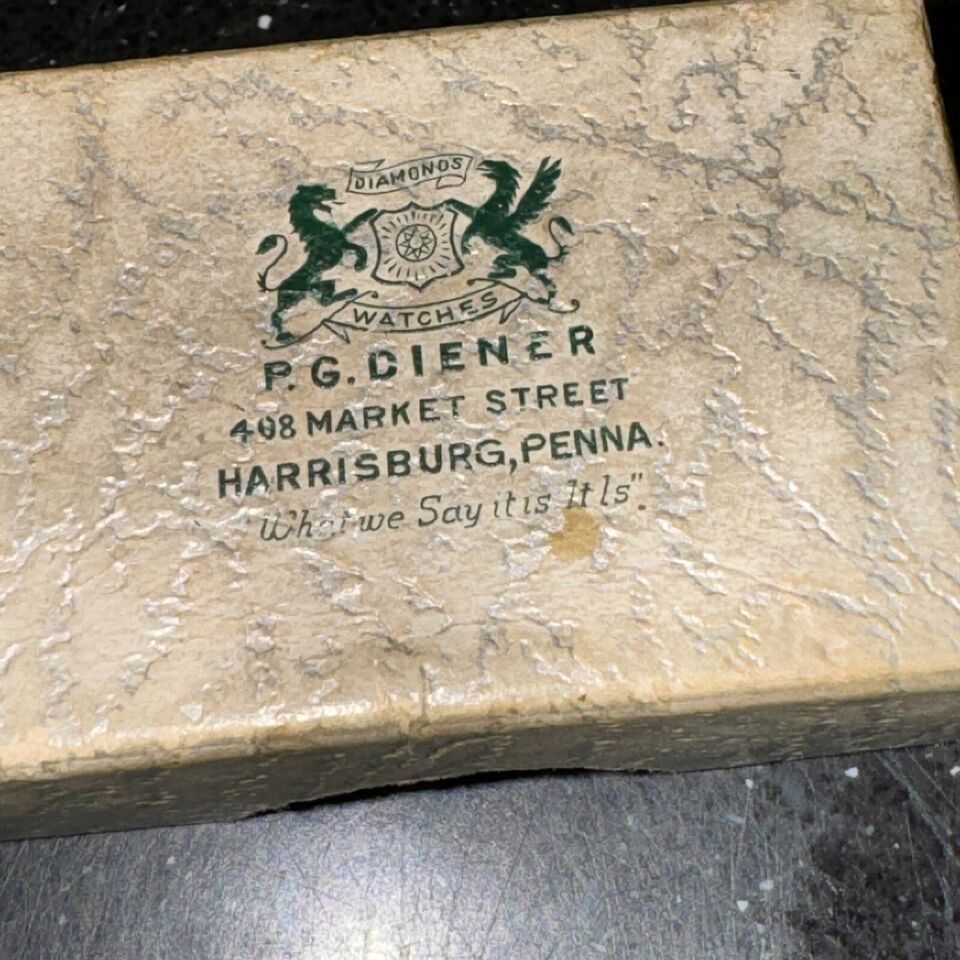 DIAMONDS
WATCHES
P.G. DIENER
408 MARKET STREET
HARRISBURG, PENNA.
"What we Say it is It Is".